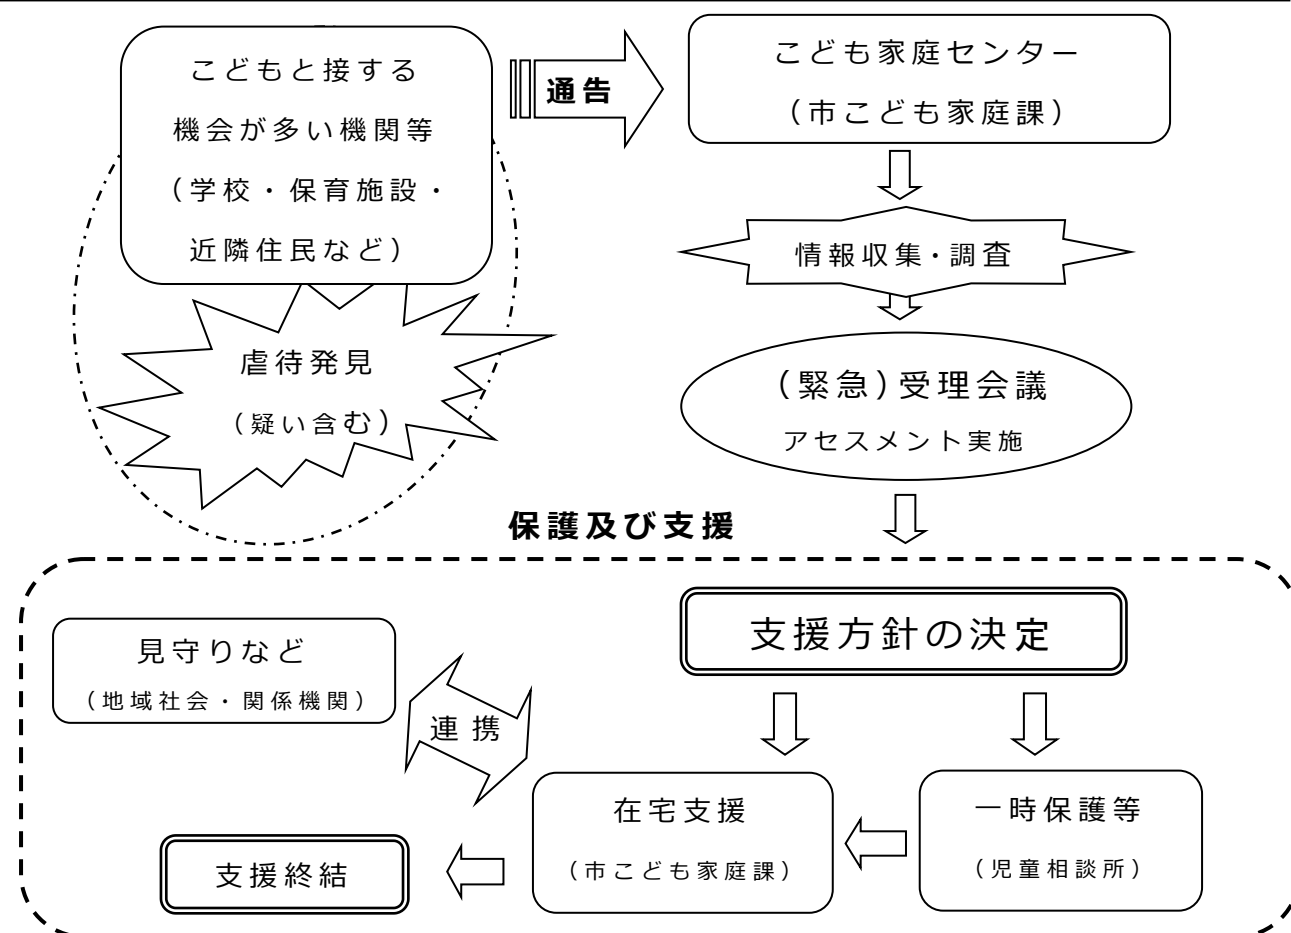 こどもと接する
機会が多い機関等
（学校・保育施設・
近隣住民など）
虐待発見
（疑い含む）
通告
こども家庭センター
（市こども家庭課）
情報収集・調査
（緊急）受理会議
アセスメント実施
保護及び支援
支援方針の決定
見守りなど
（地域社会・関係機関）
連携
在宅支援
（市こども家庭課）
一時保護等
（児童相談所）
支援終結